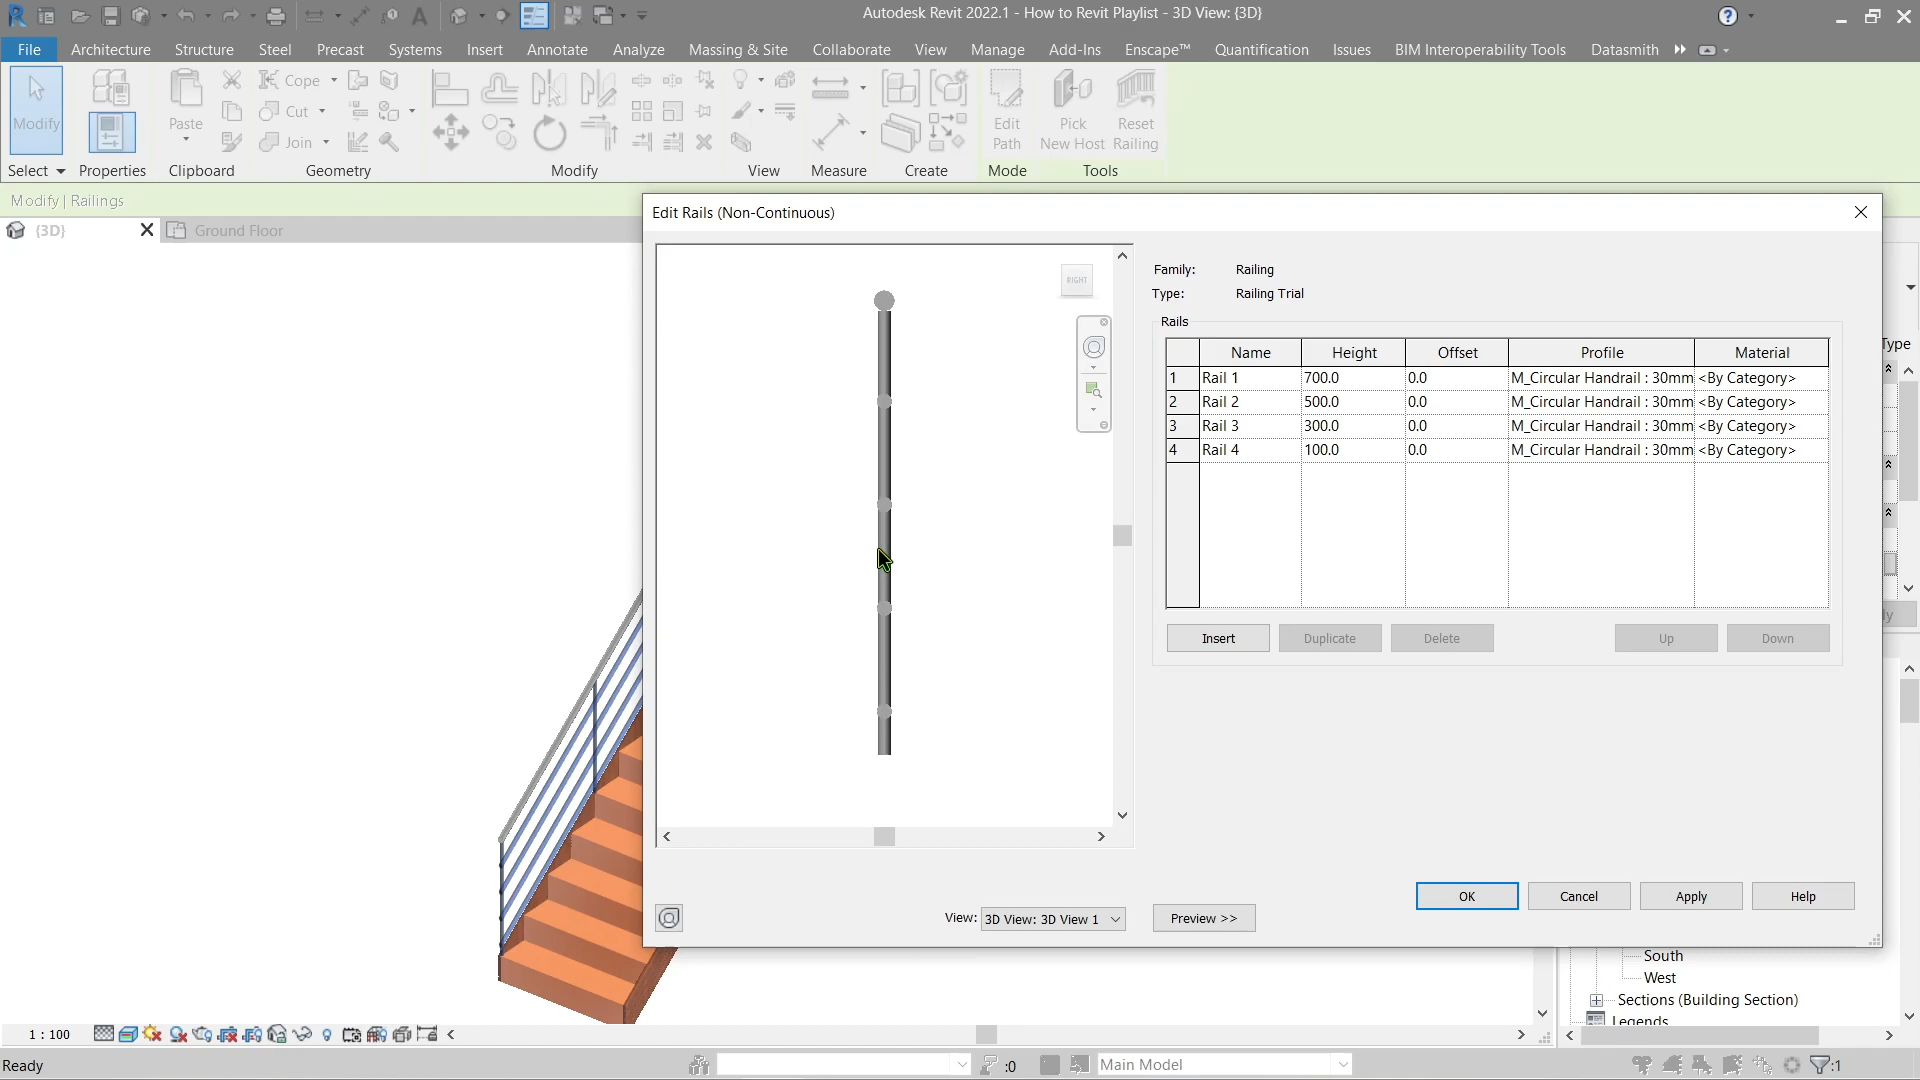 Autodesk Revit 2022.1 - How to Revit Playlist - 3D View: {3D}
File Architecture Structure Steel Precast Systems Insert Annotate Analyze Massing & Site Collaborate View Manage Add-Ins Enscape™ Quantification Issues BIM Interoperability Tools Datasmith
Modify Paste Cope Cut Join Edit Path Pick New Host Reset Railing
Select Properties Clipboard Geometry Modify View Measure Create Mode Tools
Modify | Railings
{3D} Ground Floor
Edit Rails (Non-Continuous)
RIGHT
Family: Railing
Type: Railing Trial
Rails
Name Height Offset Profile Material
1 Rail 1 700.0 0.0 M_Circular Handrail : 30mm <By Category>
2 Rail 2 500.0 0.0 M_Circular Handrail : 30mm <By Category>
3 Rail 3 300.0 0.0 M_Circular Handrail : 30mm <By Category>
4 Rail 4 100.0 0.0 M_Circular Handrail : 30mm <By Category>
Insert Duplicate Delete Up Down
OK Cancel Apply Help
View: 3D View: 3D View 1 Preview >>
South
West
Sections (Building Section)
Legends
1 : 100
Ready :0 Main Model :1